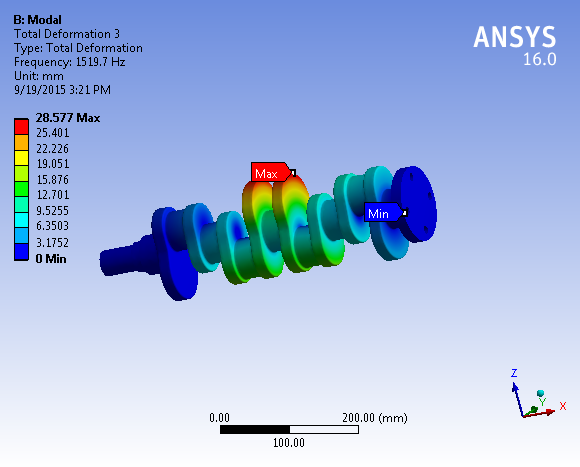 B: Modal
Total Deformation 3
Type: Total Deformation
Frequency: 1519.7 Hz
Unit: mm
9/19/2015 3:21 PM
ANSYS
16.0
28.577 Max
25.401
22.226
19.051
15.876
12.701
9.5255
6.3503
3.1752
0 Min
Max
Min
Z
Y
X
0.00
200.00 (mm)
100.00